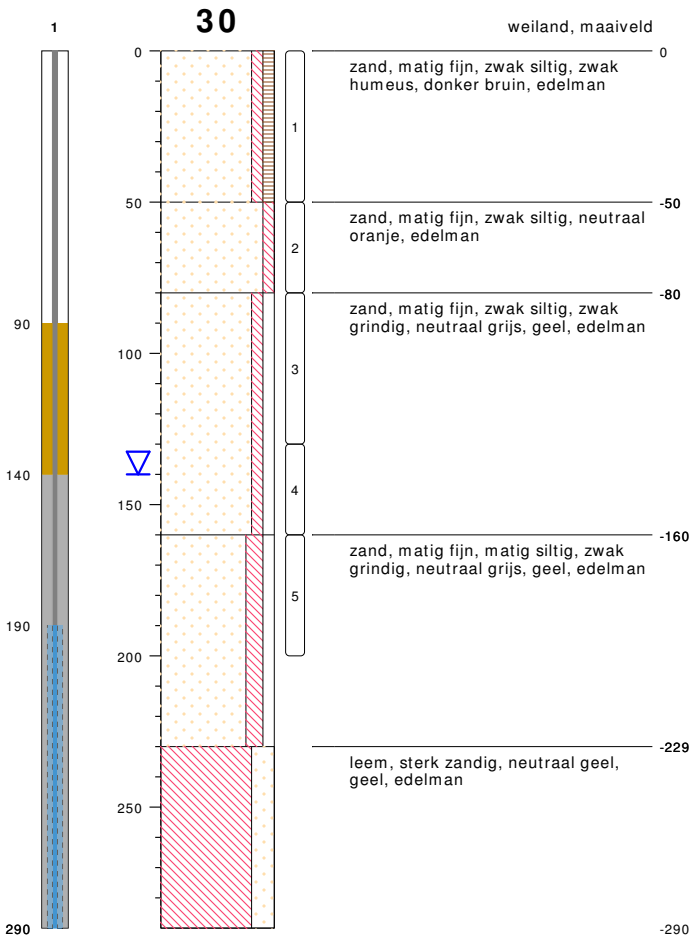 1
30
weiland, maaiveld
0
0
zand, matig fijn, zwak siltig, zwak
humeus, donker bruin, edelman
1
50
-50
zand, matig fijn, zwak siltig, neutraal
oranje, edelman
2
-80
zand, matig fijn, zwak siltig, zwak
grindig, neutraal grijs, geel, edelman
90
100
3
140
150
4
-160
zand, matig fijn, matig siltig, zwak
grindig, neutraal grijs, geel, edelman
5
190
200
-229
leem, sterk zandig, neutraal geel,
geel, edelman
250
290
-290